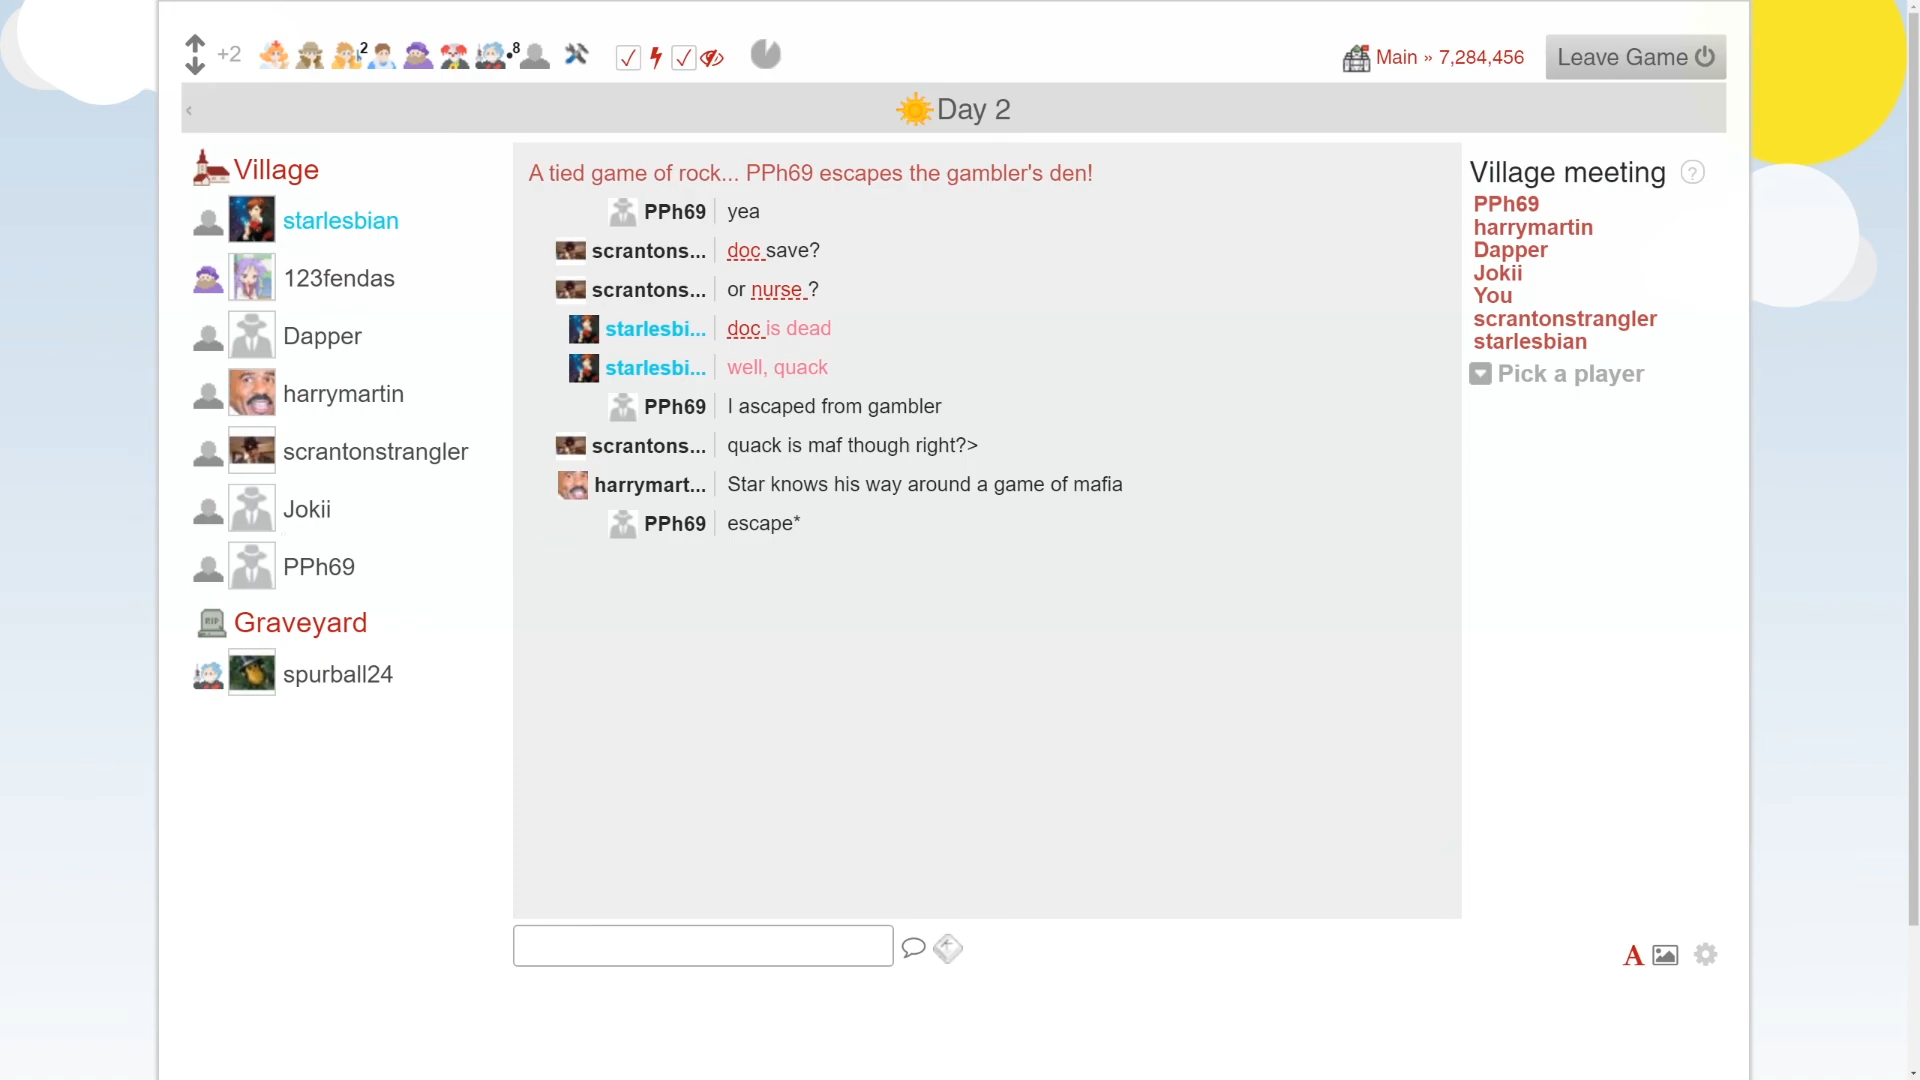 +2
2
8
Main » 7,284,456
Leave Game
Day 2
Village
starlesbian
123fendas
Dapper
harrymartin
scrantonstrangler
Jokii
PPh69
Graveyard
RIP
spurball24
A tied game of rock... PPh69 escapes the gambler's den!
PPh69 yea
scrantons... doc save?
scrantons... or nurse ?
starlesbi... doc is dead
starlesbi... well, quack
PPh69 I ascaped from gambler
scrantons... quack is maf though right?>
harrymart... Star knows his way around a game of mafia
PPh69 escape*
Village meeting ?
PPh69
harrymartin
Dapper
Jokii
You
scrantonstrangler
starlesbian
Pick a player
A